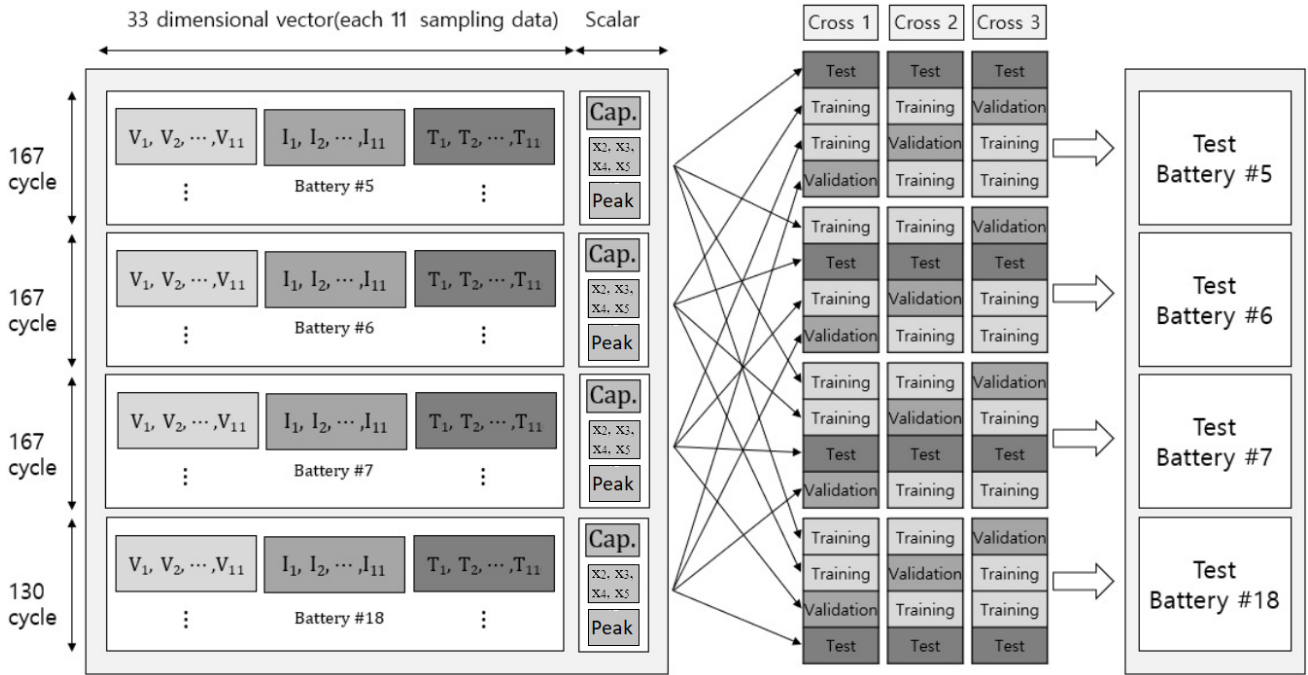 33 dimensional vector(each 11 sampling data)
Scalar
Cross 1
Cross 2
Cross 3
167
cycle
V₁, V₂, ⋯ ,V₁₁
I₁, I₂, ⋯ ,I₁₁
T₁, T₂, ⋯ ,T₁₁
⋮
Battery #5
⋮
Cap.
x₂, x₃,
x₄, x₅
Peak
167
cycle
V₁, V₂, ⋯ ,V₁₁
I₁, I₂, ⋯ ,I₁₁
T₁, T₂, ⋯ ,T₁₁
⋮
Battery #6
⋮
Cap.
x₂, x₃,
x₄, x₅
Peak
167
cycle
V₁, V₂, ⋯ ,V₁₁
I₁, I₂, ⋯ ,I₁₁
T₁, T₂, ⋯ ,T₁₁
⋮
Battery #7
⋮
Cap.
x₂, x₃,
x₄, x₅
Peak
130
cycle
V₁, V₂, ⋯ ,V₁₁
I₁, I₂, ⋯ ,I₁₁
T₁, T₂, ⋯ ,T₁₁
⋮
Battery #18
⋮
Cap.
x₂, x₃,
x₄, x₅
Peak
Test Test Test
Training Training Validation
Training Validation Training
Validation Training Training
Training Training Validation
Test Test Test
Training Validation Training
Validation Training Training
Training Training Validation
Training Validation Training
Test Test Test
Validation Training Training
Training Training Validation
Training Validation Training
Validation Training Training
Test Test Test
Test
Battery #5
Test
Battery #6
Test
Battery #7
Test
Battery #18